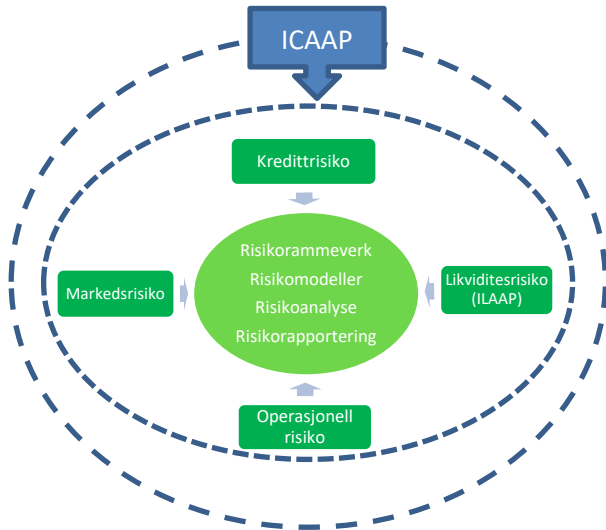 ICAAP
Kredittrisiko
Risikorammeverk
Risikomodeller
Risikoanalyse
Risikorapportering
Markedsrisiko
Likviditesrisiko
(ILAAP)
Operasjonell
risiko